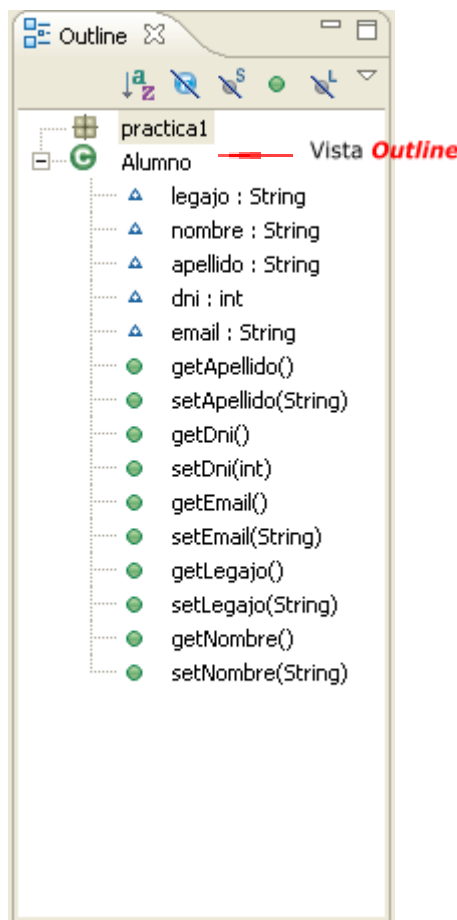 Outline
practica1
Alumno
Vista Outline
legajo : String
nombre : String
apellido : String
dni : int
email : String
getApellido()
setApellido(String)
getDni()
setDni(int)
getEmail()
setEmail(String)
getLegajo()
setLegajo(String)
getNombre()
setNombre(String)